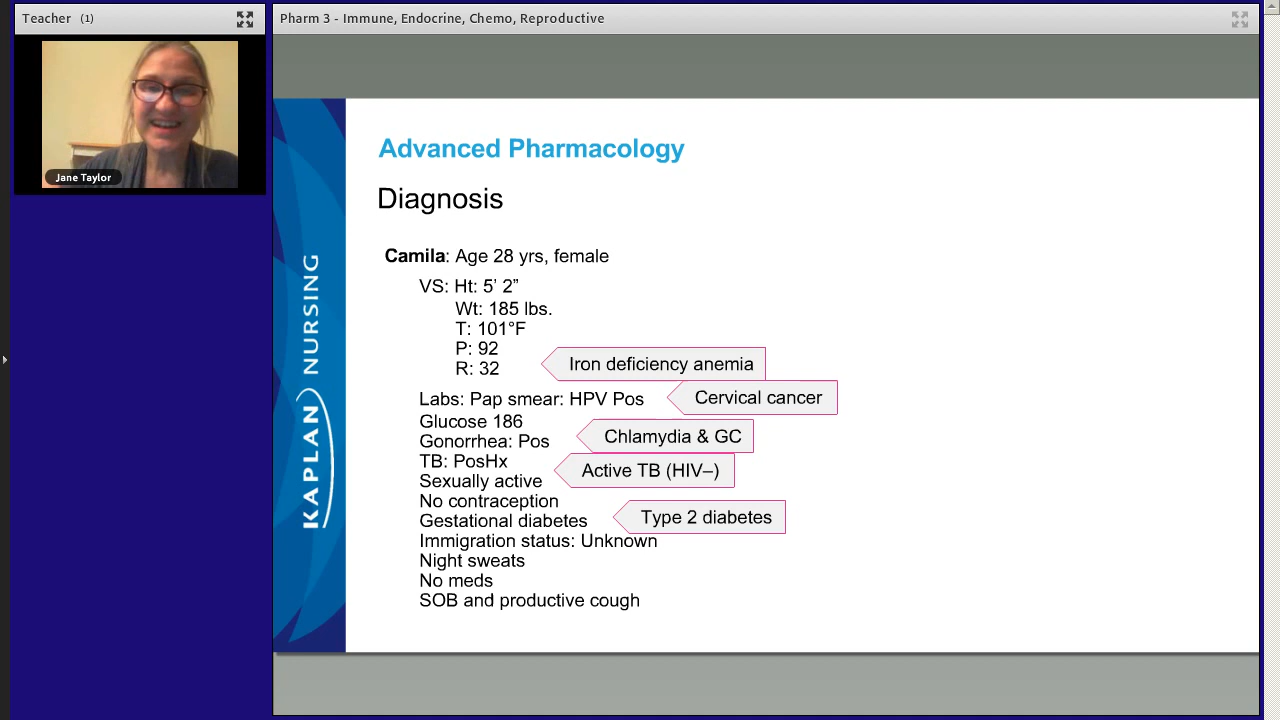 Teacher (1)
Pharm 3 - Immune, Endocrine, Chemo, Reproductive
Jane Taylor
KAPLAN NURSING
Advanced Pharmacology
Diagnosis
Camila: Age 28 yrs, female
VS: Ht: 5’ 2”
Wt: 185 lbs.
T: 101°F
P: 92
R: 32
Iron deficiency anemia
Labs: Pap smear: HPV Pos
Cervical cancer
Glucose 186
Gonorrhea: Pos
Chlamydia & GC
TB: PosHx
Active TB (HIV–)
Sexually active
No contraception
Gestational diabetes
Type 2 diabetes
Immigration status: Unknown
Night sweats
No meds
SOB and productive cough